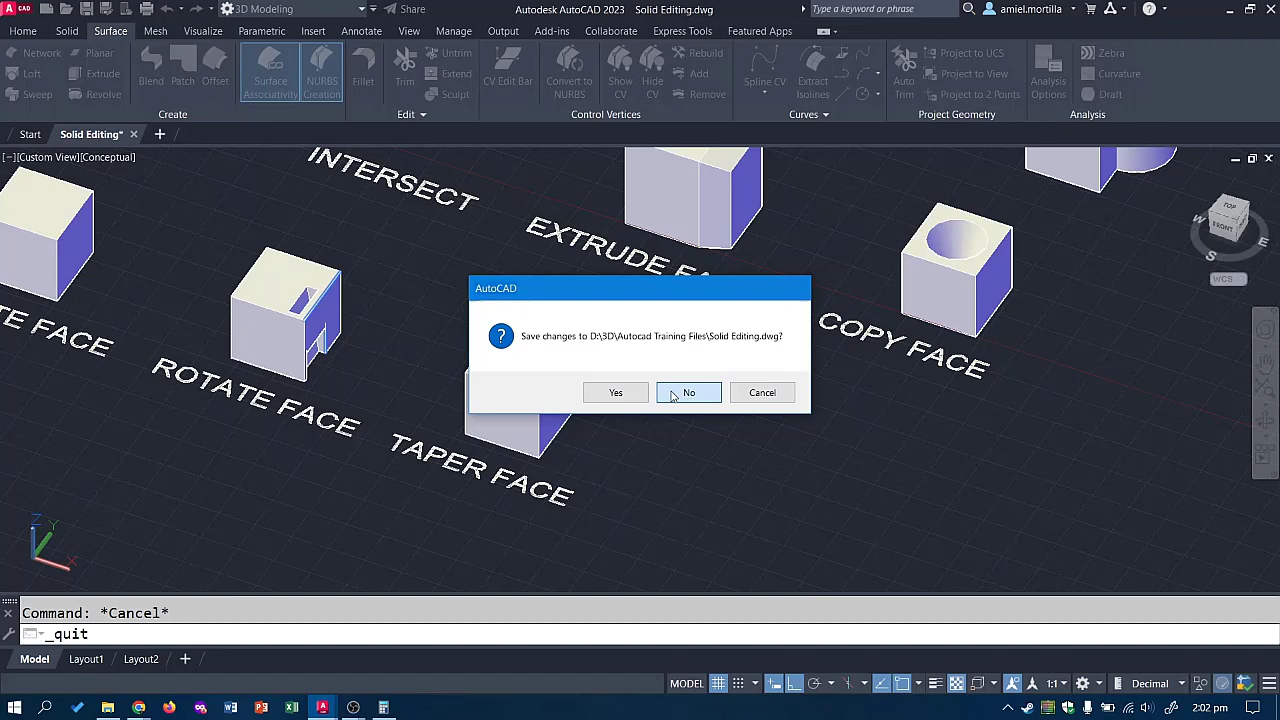 CAD
3D Modeling
Share
Autodesk AutoCAD 2023 Solid Editing.dwg
Type a keyword or phrase
amiel.mortilla
Home Solid Surface Mesh Visualize Parametric Insert Annotate View Manage Output Add-ins Collaborate Express Tools Featured Apps
Network Planar
Loft Extrude
Sweep Revolve
Blend Patch Offset
Surface Associativity
NURBS Creation
Fillet
Trim
Untrim
Extend
Sculpt
CV Edit Bar
Convert to NURBS
Show CV
Hide CV
Rebuild
Add
Remove
Spline CV
Extract Isolines
Auto Trim
Project to UCS
Project to View
Project to 2 Points
Analysis Options
Zebra
Curvature
Draft
Create Edit Control Vertices Curves Project Geometry Analysis
Start Solid Editing*
[−][Custom View][Conceptual]
INTERSECT
EXTRUDE FA
COPY FACE
TE FACE
ROTATE FACE
TAPER FACE
TOP
FRONT
W
S
E
WCS
AutoCAD
Save changes to D:\3D\Autocad Training Files\Solid Editing.dwg?
Yes No Cancel
Z
Y
X
Command: *Cancel*
_quit
Model Layout1 Layout2
MODEL 1:1 Decimal
2:02 pm